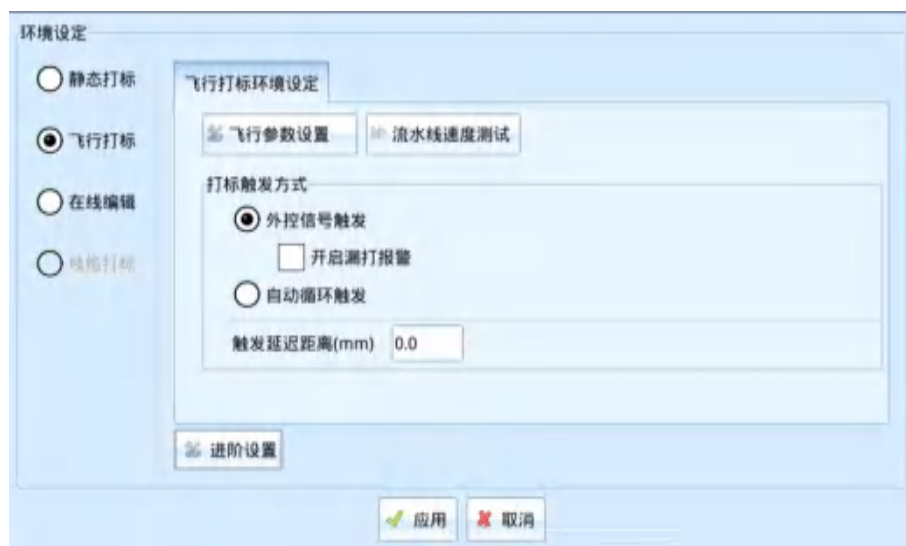 环境设定
静态打标
飞行打标环境设定
飞行打标
飞行参数设置
流水线速度测试
打标触发方式
在线编辑
外控信号触发
开启漏打报警
自动循环触发
触发延迟距离(mm) 0.0
进阶设置
应用
取消